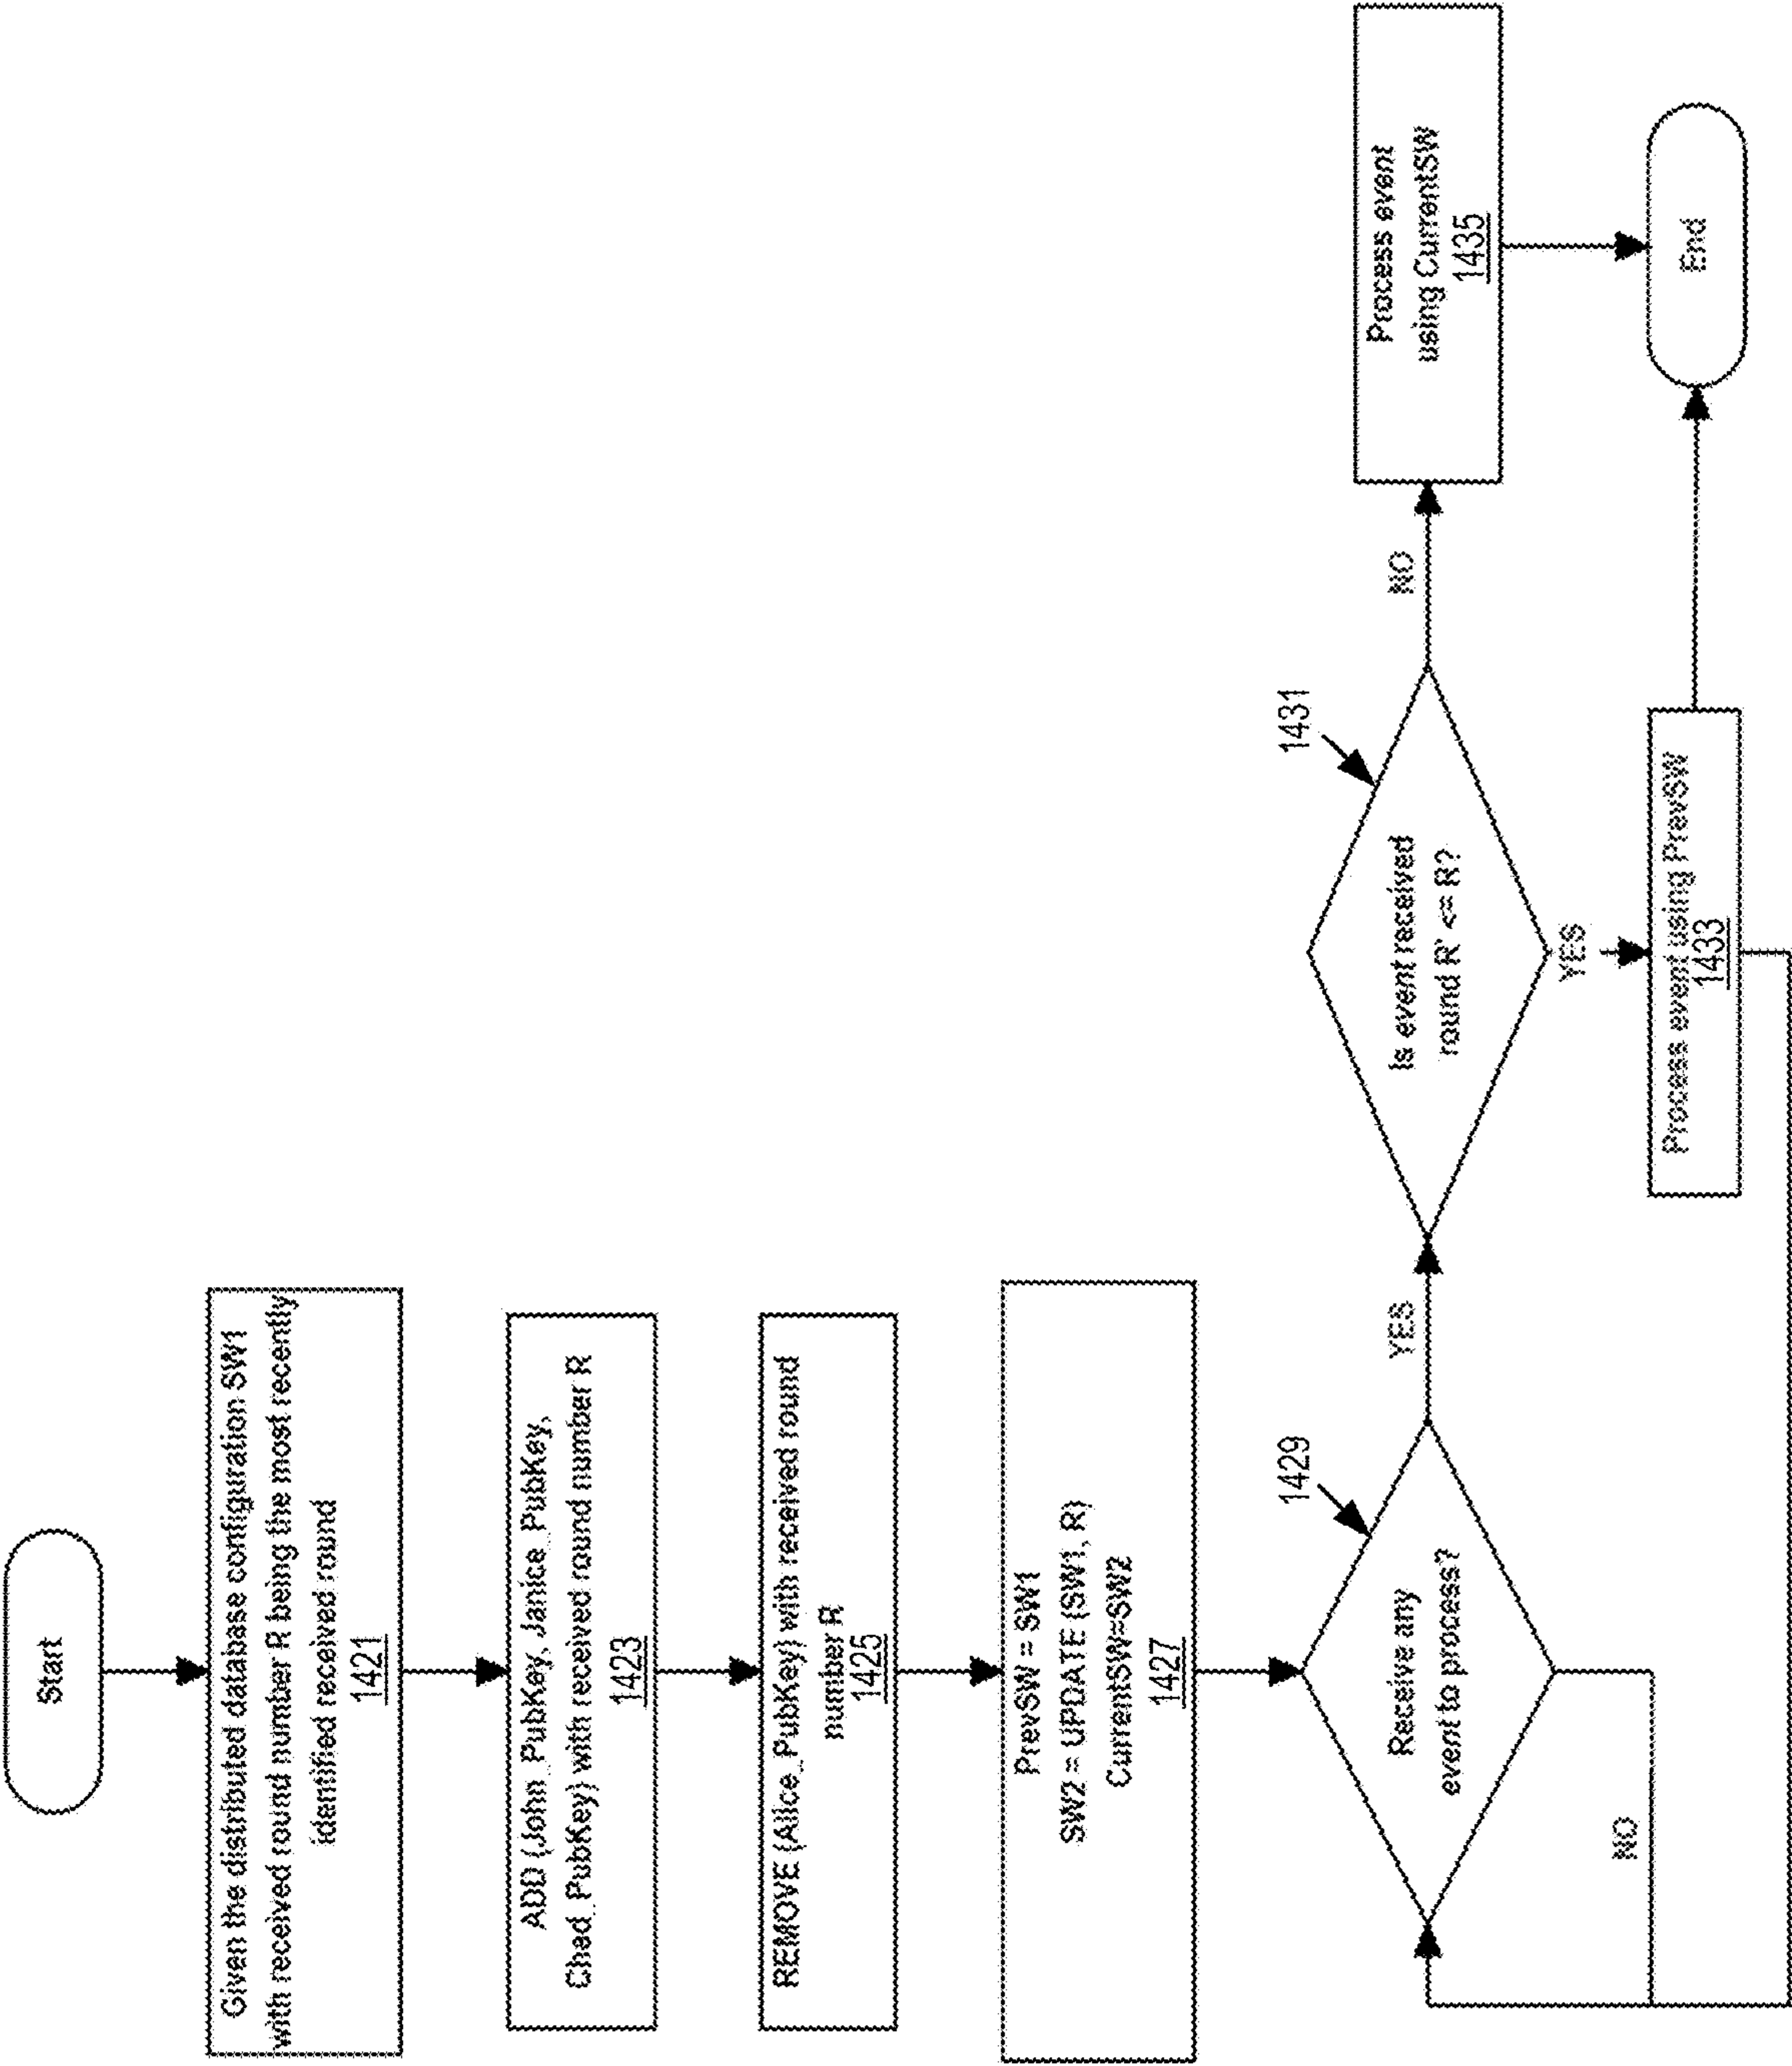 Start
Given the distributed database configuration SW1
with received round number R being the most recently
identified received round
1421
ADD (John_PubKey, Janice_PubKey,
Chad_PubKey) with received round number R
1423
REMOVE (Alice_PubKey) with received round
number R
1425
PrevSW = SW1
SW2 = UPDATE (SW1, R)
CurrentSW=SW2
1427
1429
Receive any
event to process?
NO
YES
1431
Is event received
round R' <= R?
YES
NO
Process event using PrevSW
1433
Process event
using CurrentSW
1435
End